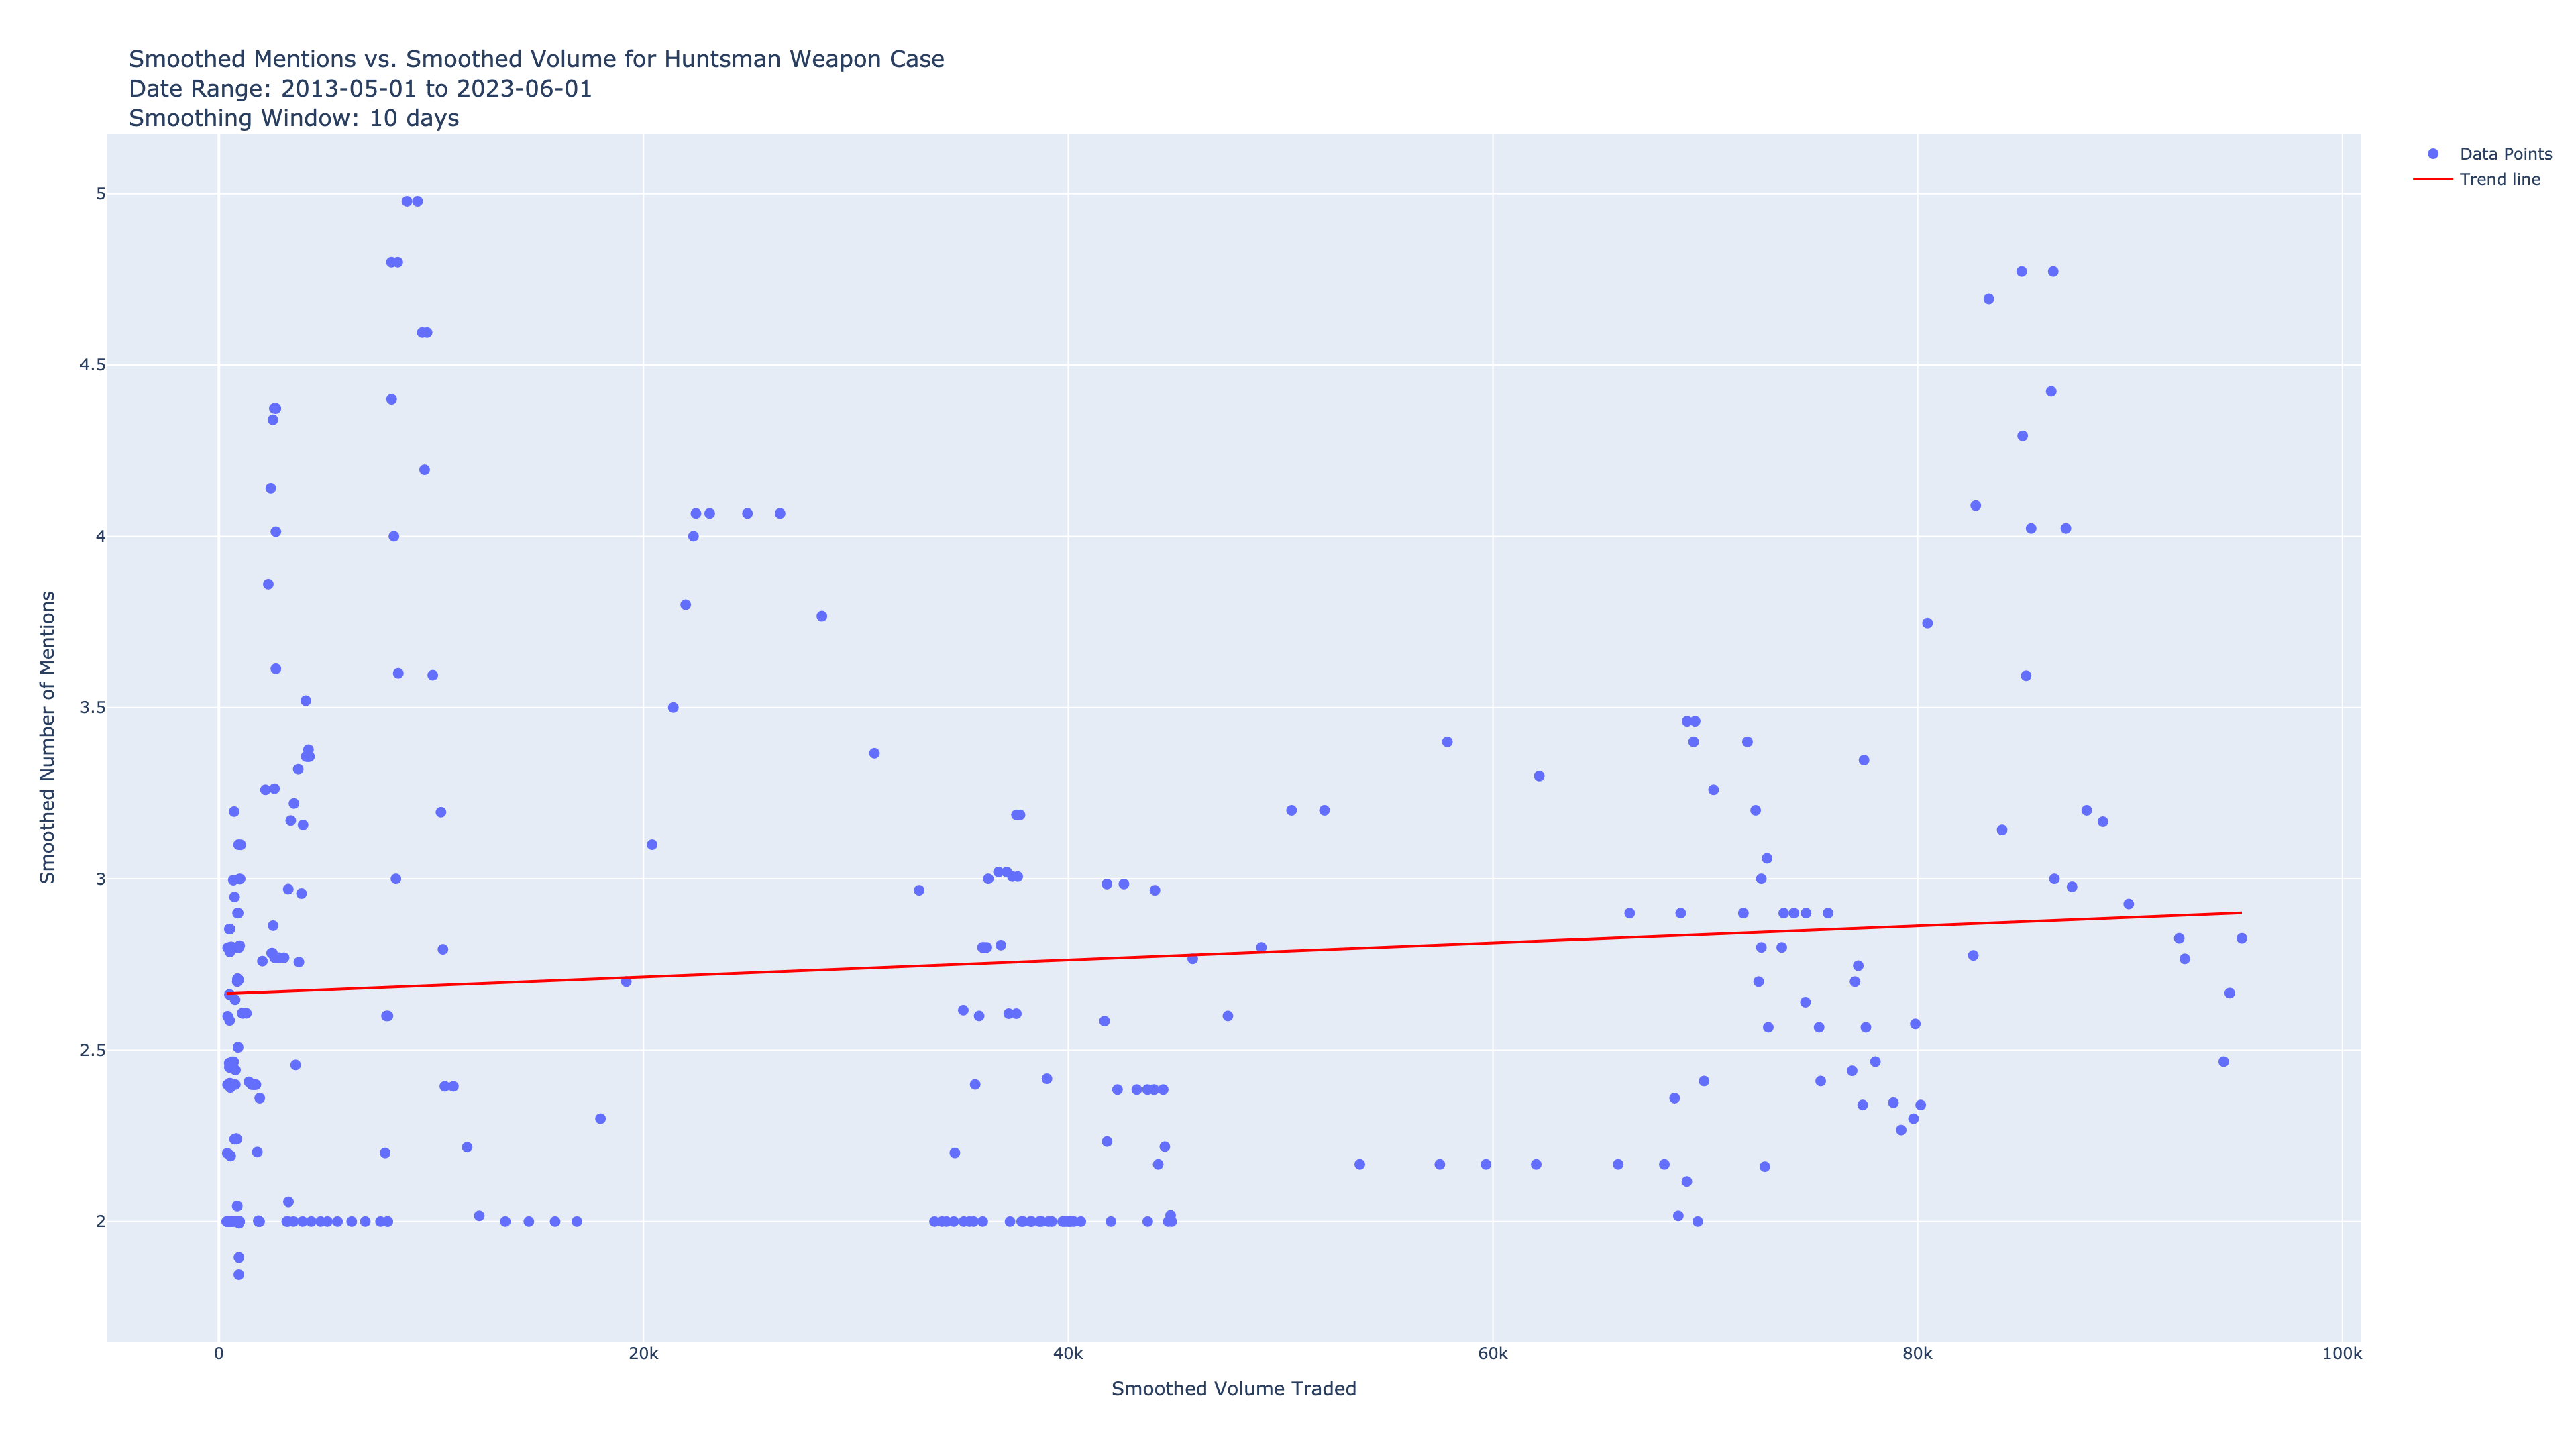 Smoothed Mentions vs. Smoothed Volume for Huntsman Weapon Case
Date Range: 2013-05-01 to 2023-06-01
Smoothing Window: 10 days
Data Points
Trend line
5
4.5
4
3.5
3
2.5
2
Smoothed Number of Mentions
0
20k
40k
60k
80k
100k
Smoothed Volume Traded